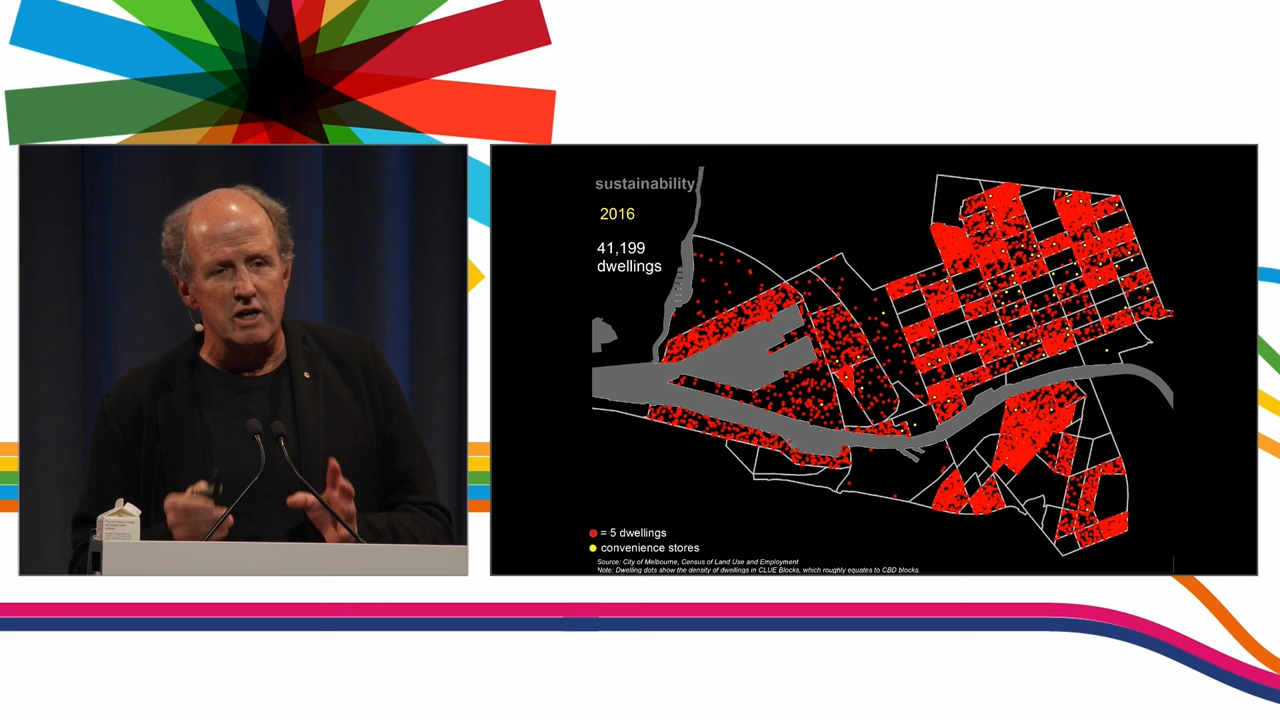 sustainability
2016
41,199
dwellings
= 5 dwellings
convenience stores
Source: City of Melbourne, Census of Land Use and Employment
Note: Dwelling dots show the density of dwellings in CLUE Blocks, which roughly equates to CBD blocks.